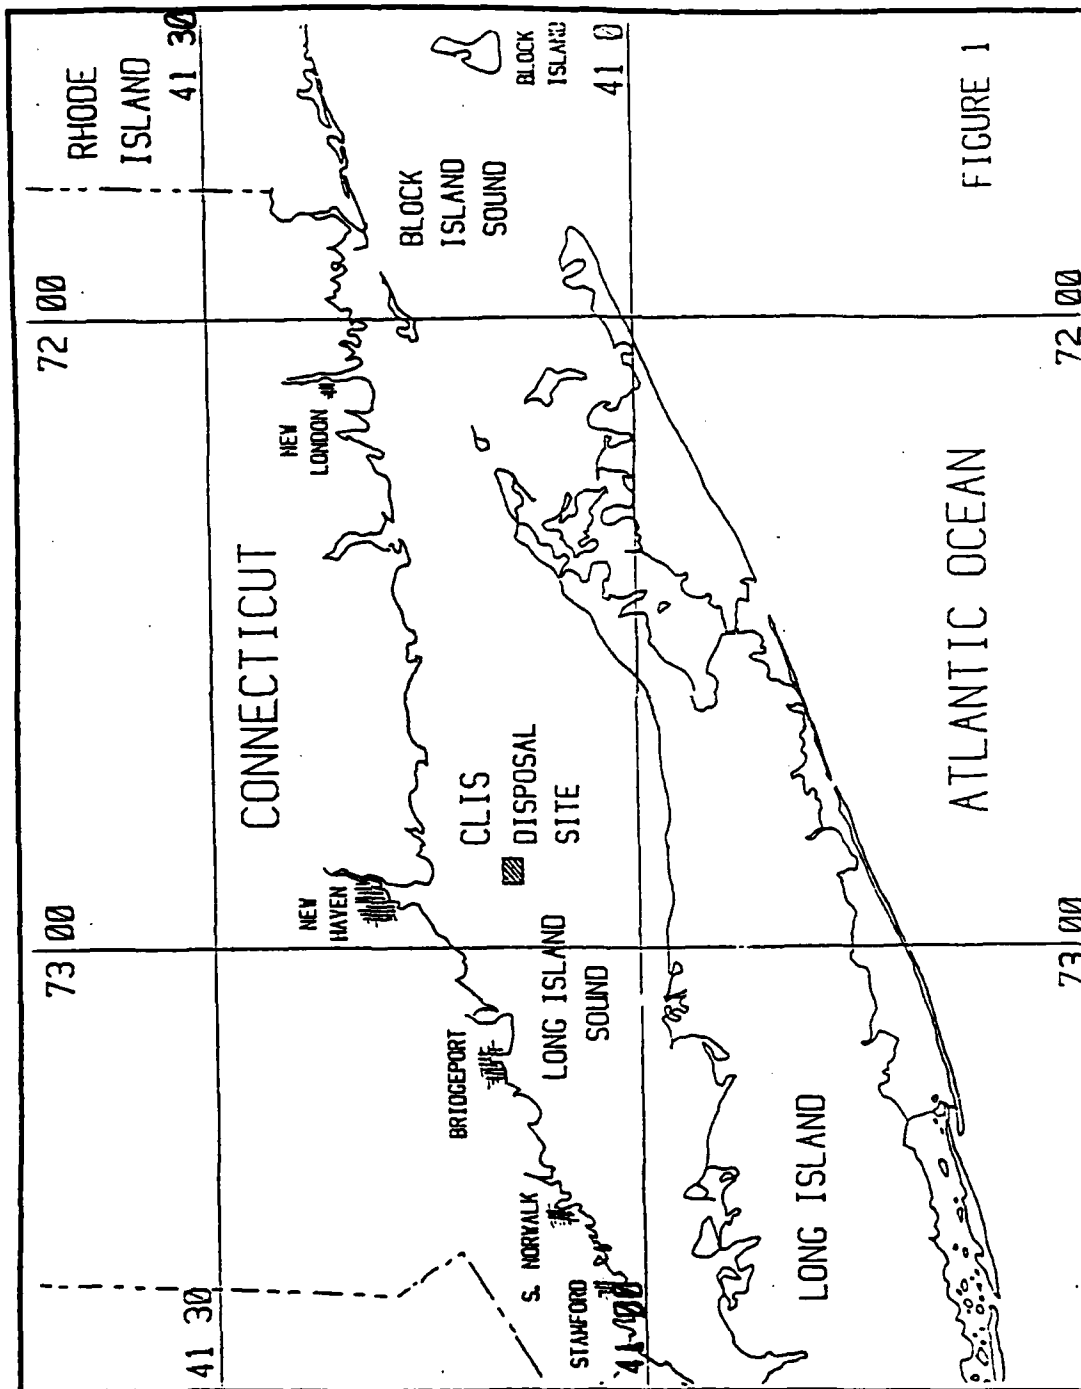 RHODE
ISLAND
41 30
72 00
73 00
41 30
CONNECTICUT
NEW
LONDON
NEW
HAVEN
BRIDGEPORT
S. NORWALK
STAMFORD
BLOCK
ISLAND
SOUND
BLOCK
ISLAND
41 0
41 00
CLIS
DISPOSAL
SITE
LONG ISLAND
SOUND
LONG ISLAND
ATLANTIC OCEAN
72 00
73 00
FIGURE 1